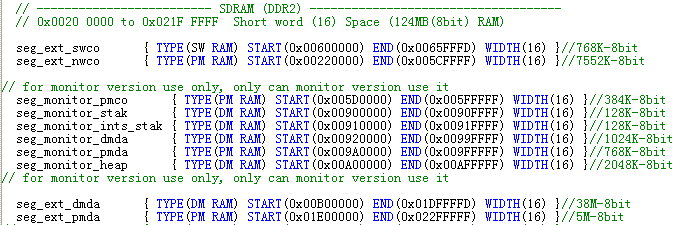 // ------------------------ SDRAM (DDR2) -----------------------------------
// 0x0020 0000 to 0x021F FFFF  Short word (16) Space (124MB(8bit) RAM)
seg_ext_swco { TYPE(SW RAM) START(0x00600000) END(0x0065FFFD) WIDTH(16) }//768K-8bit
seg_ext_nwco { TYPE(PM RAM) START(0x00220000) END(0x005CFFFF) WIDTH(16) }//7552K-8bit
// for monitor version use only, only can monitor version use it
seg_monitor_pmco { TYPE(PM RAM) START(0x005D0000) END(0x005FFFFF) WIDTH(16) }//384K-8bit
seg_monitor_stak { TYPE(DM RAM) START(0x00900000) END(0x0090FFFF) WIDTH(16) }//128K-8bit
seg_monitor_ints_stak { TYPE(DM RAM) START(0x00910000) END(0x0091FFFF) WIDTH(16) }//128K-8bit
seg_monitor_dmda { TYPE(DM RAM) START(0x00920000) END(0x0099FFFF) WIDTH(16) }//1024K-8bit
seg_monitor_pmda { TYPE(PM RAM) START(0x009A0000) END(0x009FFFFF) WIDTH(16) }//768K-8bit
seg_monitor_heap { TYPE(DM RAM) START(0x00A00000) END(0x00AFFFFF) WIDTH(16) }//2048K-8bit
// for monitor version use only, only can monitor version use it
seg_ext_dmda { TYPE(DM RAM) START(0x00B00000) END(0x01DFFFFD) WIDTH(16) }//38M-8bit
seg_ext_pmda { TYPE(PM RAM) START(0x01E00000) END(0x022FFFFD) WIDTH(16) }//5M-8bit